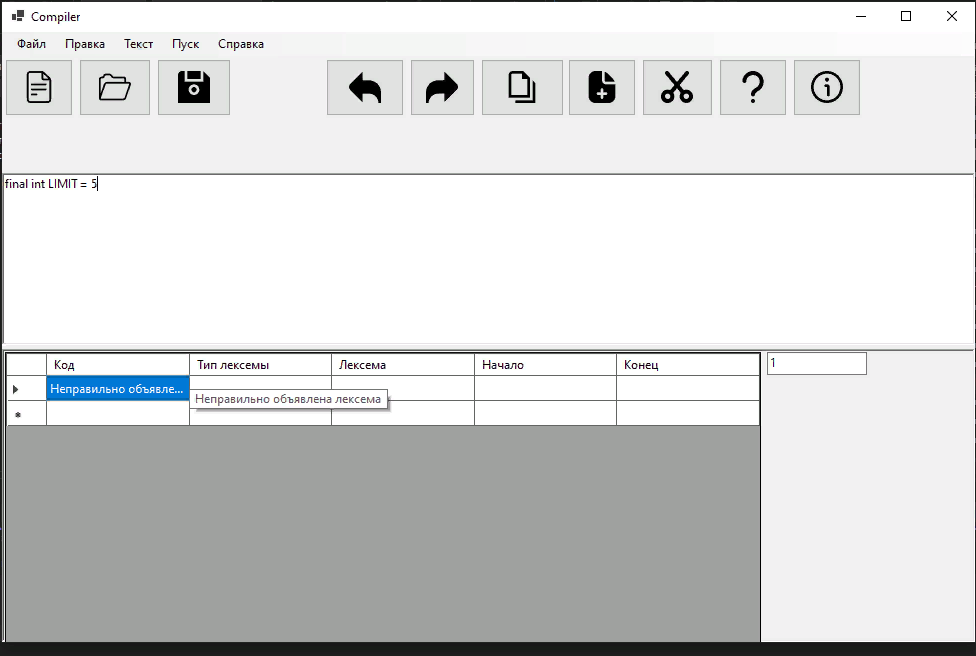 Compiler
Файл Правка Текст Пуск Справка
final int LIMIT = 5
Код Тип лексемы Лексема Начало Конец
Неправильно объявле...
Неправильно объявлена лексема
1